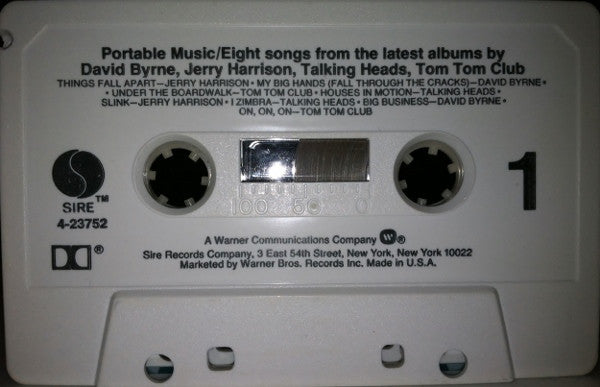 Portable Music/Eight songs from the latest albums by
David Byrne, Jerry Harrison, Talking Heads, Tom Tom Club
THINGS FALL APART—JERRY HARRISON • MY BIG HANDS (FALL THROUGH THE CRACKS)—DAVID BYRNE •
• UNDER THE BOARDWALK—TOM TOM CLUB • HOUSES IN MOTION—TALKING HEADS •
SLINK—JERRY HARRISON • I ZIMBRA—TALKING HEADS • BIG BUSINESS—DAVID BYRNE •
ON, ON, ON—TOM TOM CLUB
SIRE™
4-23752
100 50 0
1
A Warner Communications Company W®
Sire Records Company, 3 East 54th Street, New York, New York 10022
Marketed by Warner Bros. Records Inc. Made in U.S.A.
®